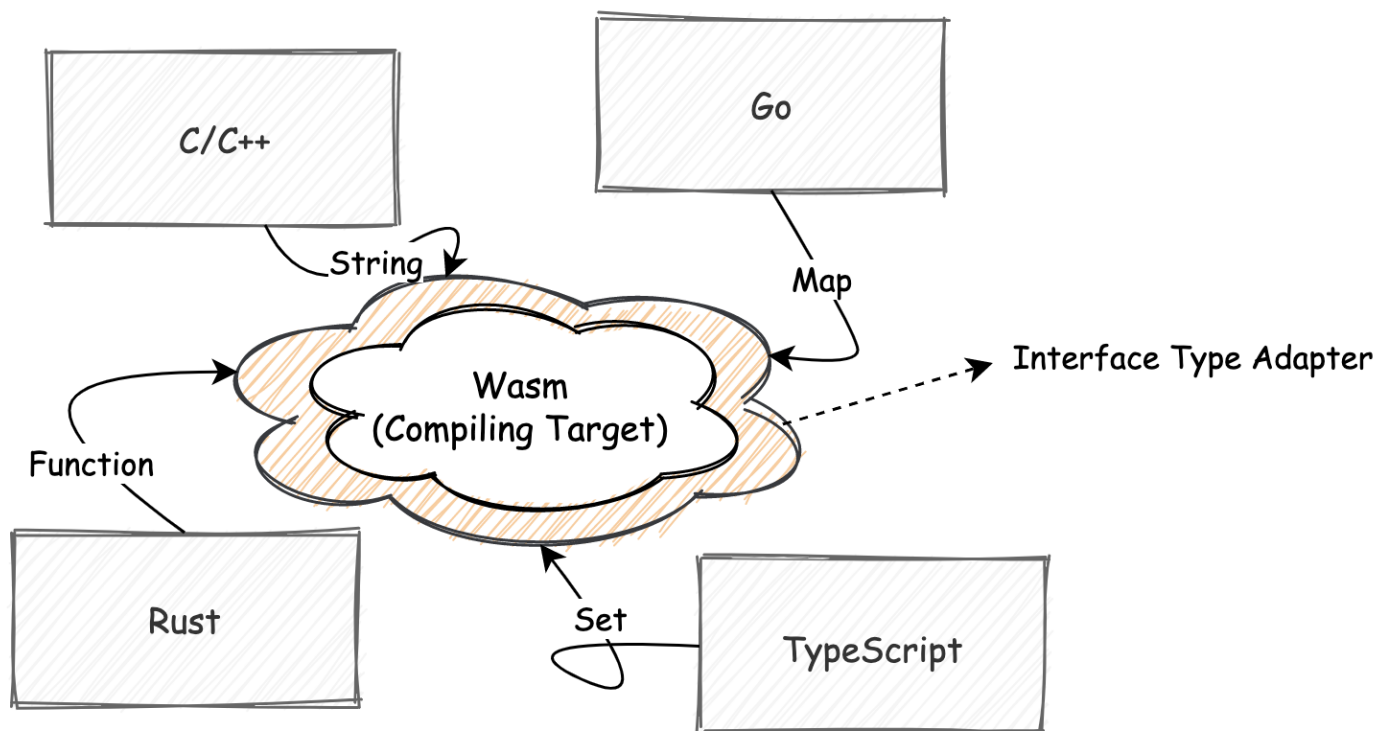 C/C++
Go
String
Map
Interface Type Adapter
Wasm
(Compiling Target)
Function
Rust
Set
TypeScript